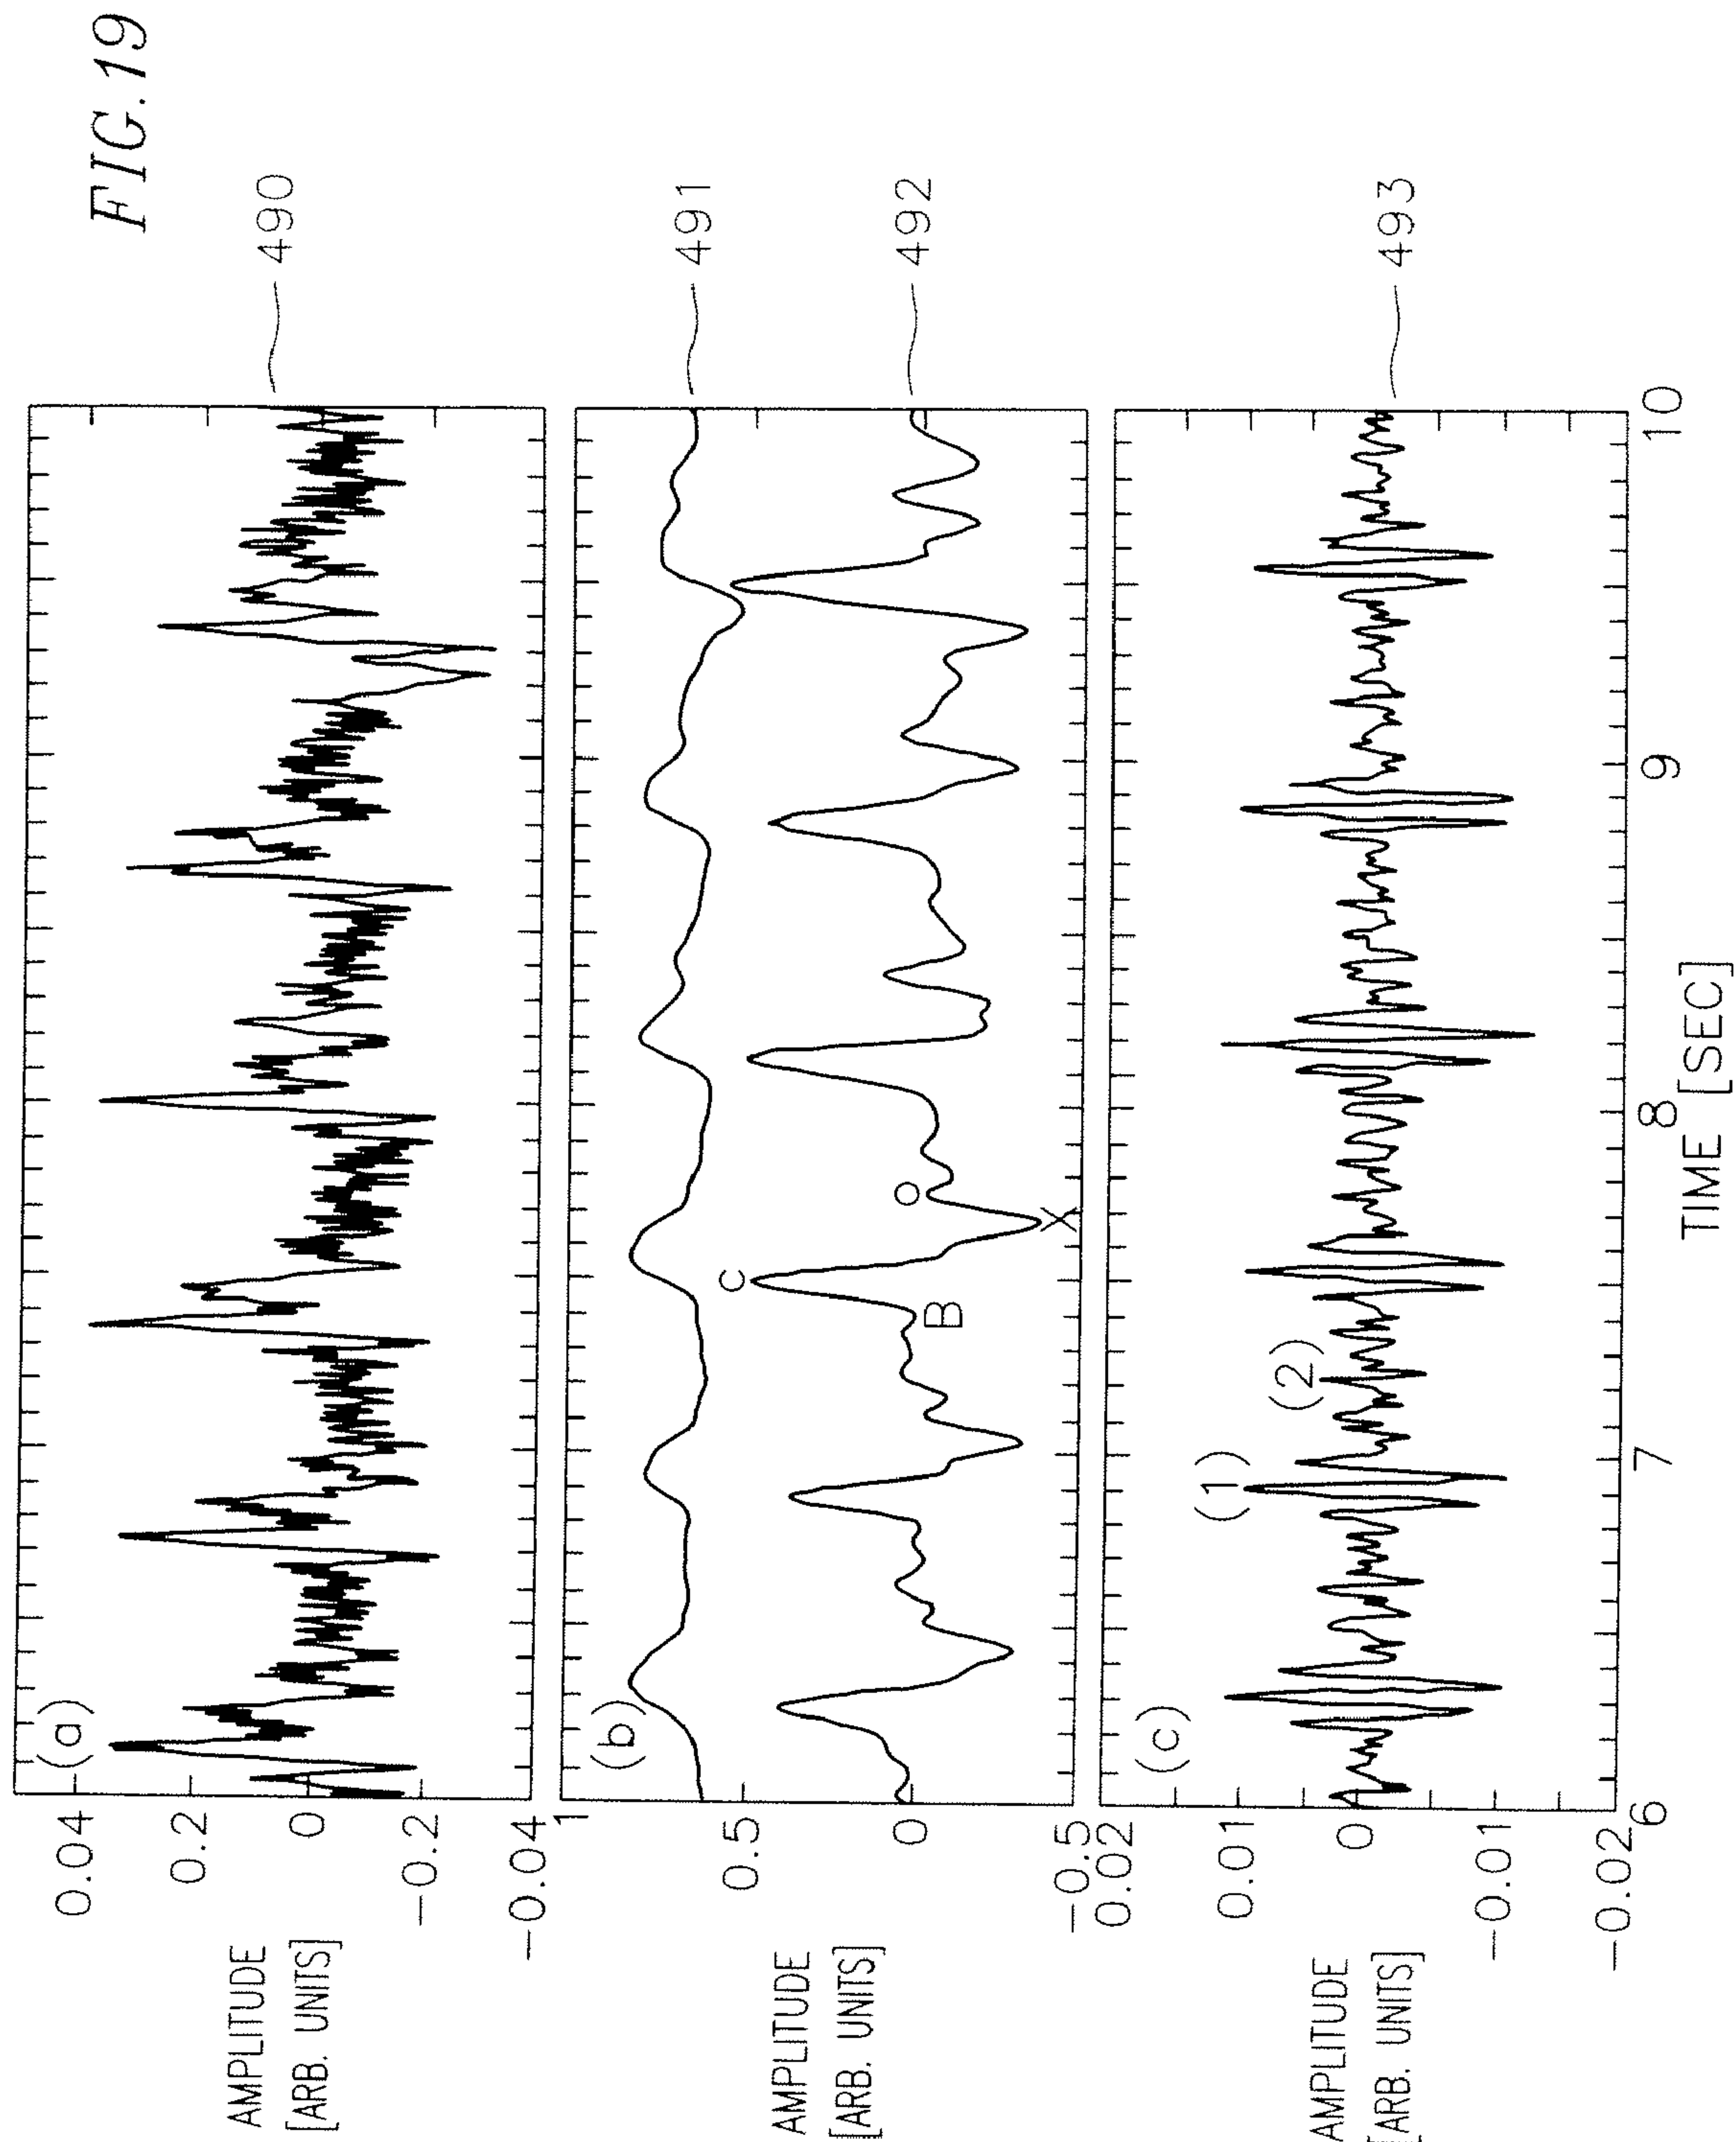 FIG. 19
AMPLITUDE
[ARB. UNITS]
0.04
0.2
0
-0.2
-0.04
(a)
490
AMPLITUDE
[ARB. UNITS]
1
0.5
0
-0.5
(b)
C
B
X
O
491
492
AMPLITUDE
[ARB. UNITS]
0.02
0.01
0
-0.01
-0.02
(c)
(1)
(2)
493
6
7
8
9
10
TIME [SEC]